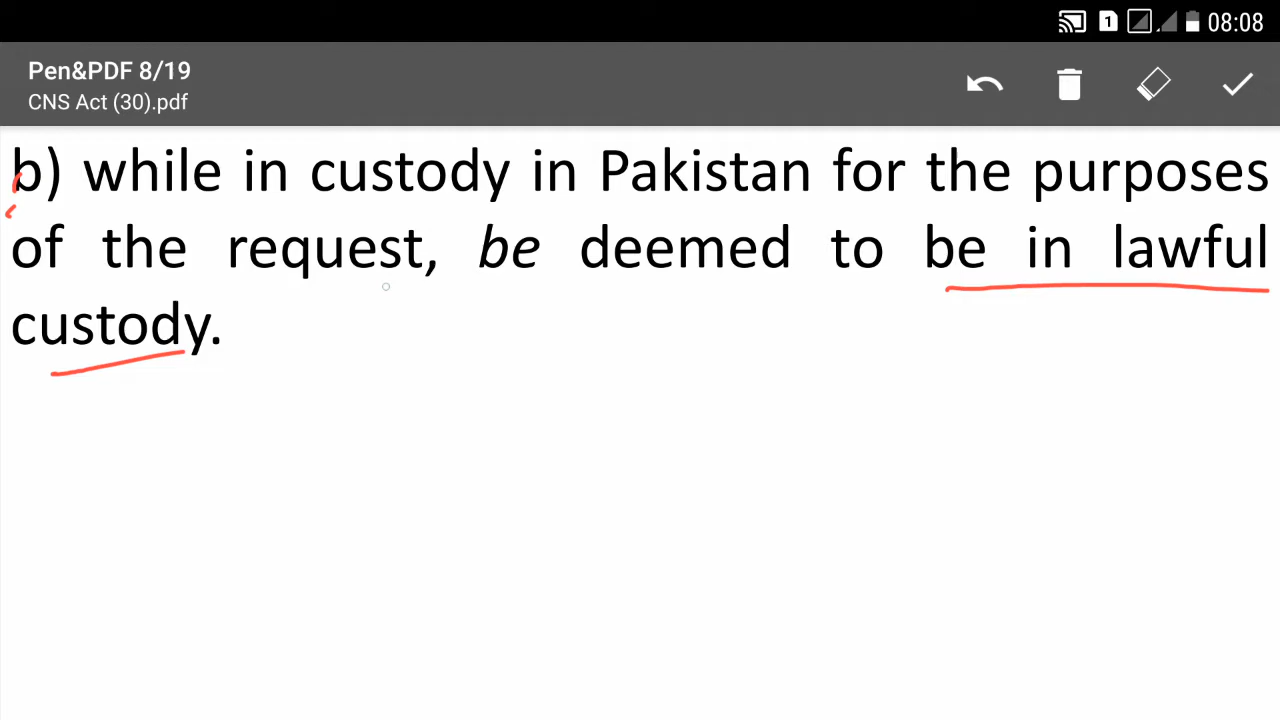 1 08:08
Pen&PDF 8/19
CNS Act (30).pdf
b) while in custody in Pakistan for the purposes
of the request, be deemed to be in lawful
custody.